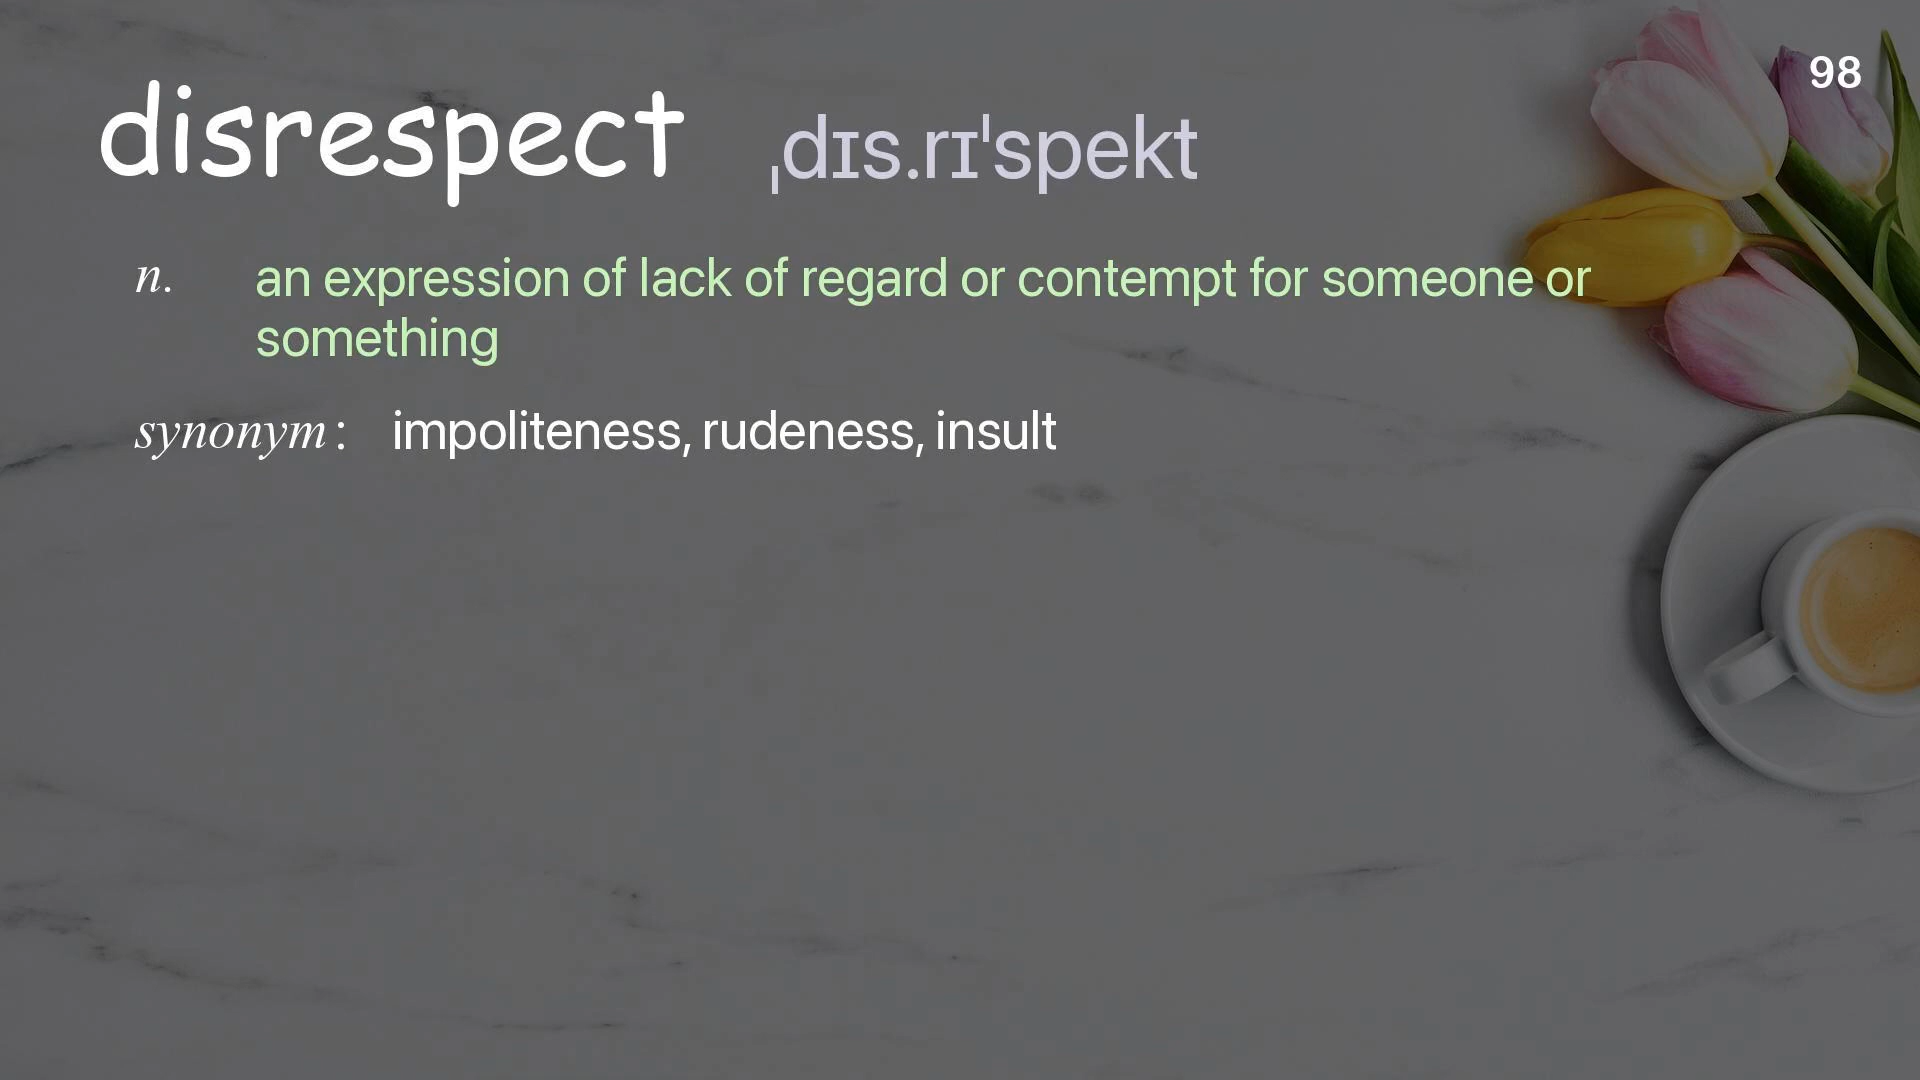 98
disrespect ˌdɪs.rɪˈspekt
n. an expression of lack of regard or contempt for someone or
something
synonym: impoliteness, rudeness, insult